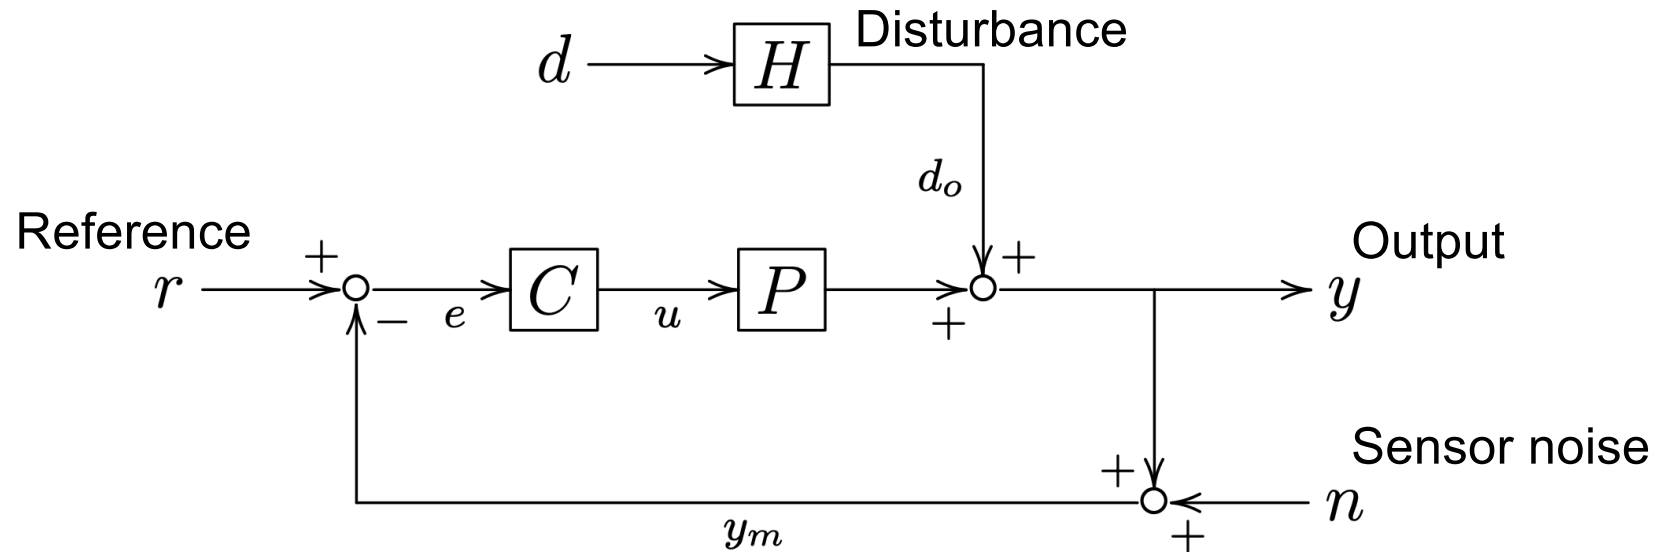 Disturbance
d
H
d_o
Reference
Output
+
+
r
C
P
y
−
e
u
+
Sensor noise
+
n
y_m
+